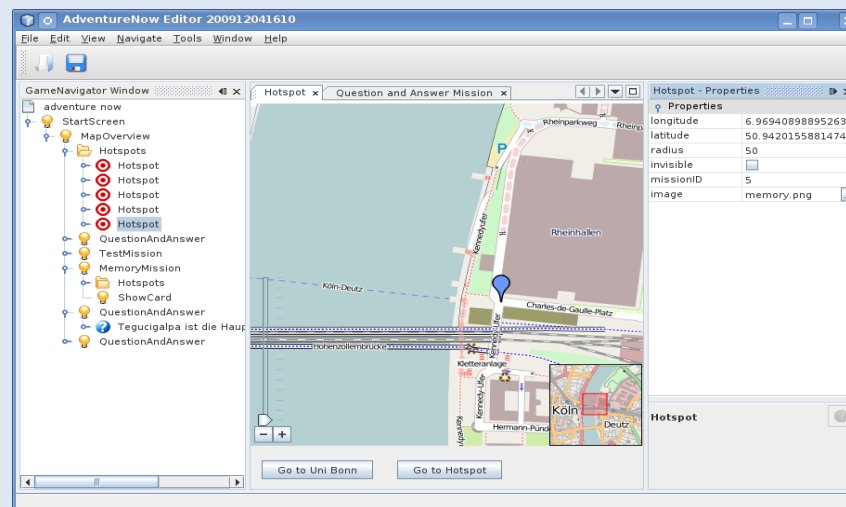 AdventureNow Editor 200912041610
File Edit View Navigate Tools Window Help
GameNavigator Window
adventure now
StartScreen
MapOverview
Hotspots
Hotspot
Hotspot
Hotspot
Hotspot
Hotspot
QuestionAndAnswer
TestMission
MemoryMission
Hotspots
ShowCard
QuestionAndAnswer
Tegucigalpa ist die Haup
QuestionAndAnswer
Hotspot
Question and Answer Mission
Rheinparkweg
P
Kennedyufer
Rheinhallen
Köln-Deutz
Charles-de-Gaulle-Platz
Kennedy-Ufer
Hohenzollernbrücke
Kletteranlage
Kennedy-Ufer
Hermann-Pünd
Köln
Deutz
Go to Uni Bonn
Go to Hotspot
Hotspot - Properties
Properties
longitude 6.96940898895263
latitude 50.9420155881474
radius 50
invisible
missionID 5
image memory.png
Hotspot